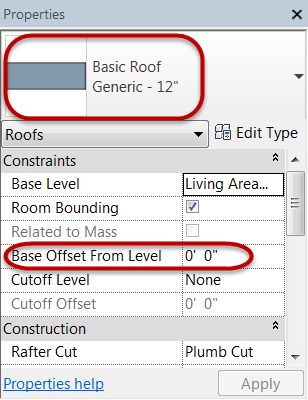 Properties
Basic Roof
Generic - 12"
Roofs Edit Type
Constraints
Base Level Living Area...
Room Bounding
Related to Mass
Base Offset From Level 0' 0"
Cutoff Level None
Cutoff Offset 0' 0"
Construction
Rafter Cut Plumb Cut
Properties help Apply